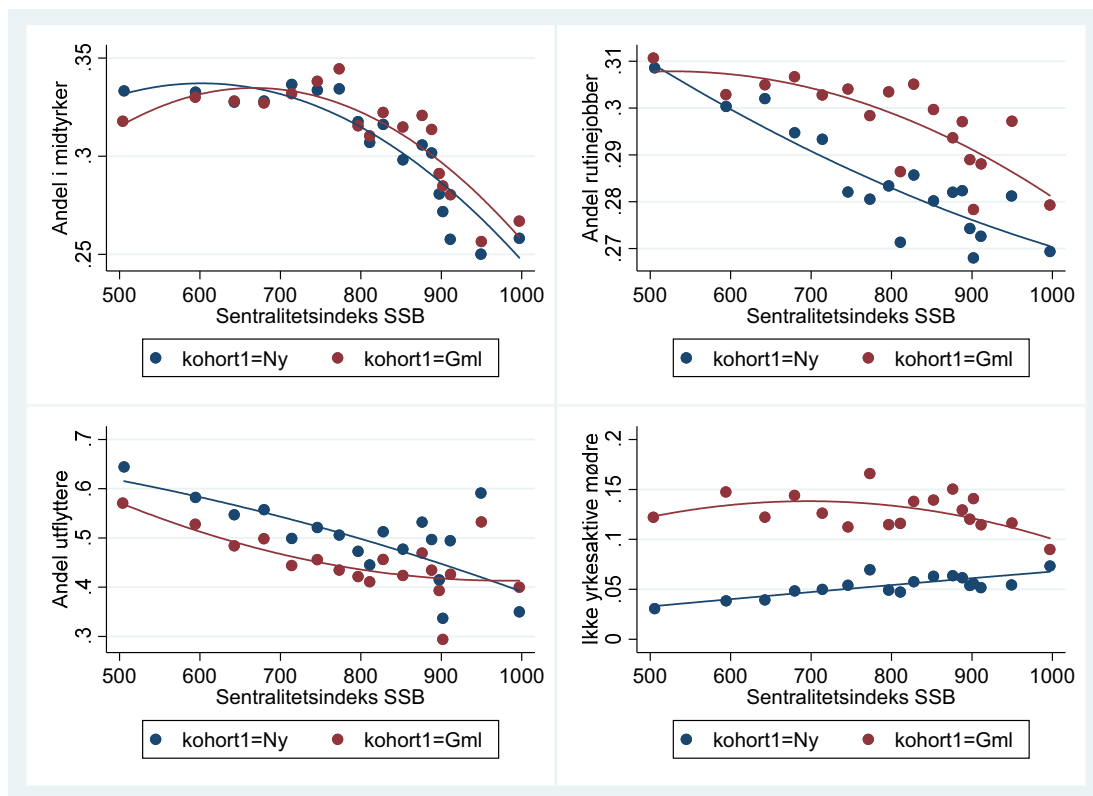 Andel i midtyrker
.35
.3
.25
500 600 700 800 900 1000
Sentralitetsindeks SSB
kohort1=Ny kohort1=Gml
Andel rutinejobber
.31
.3
.29
.28
.27
500 600 700 800 900 1000
Sentralitetsindeks SSB
kohort1=Ny kohort1=Gml
Andel utflyttere
.7
.6
.5
.4
.3
500 600 700 800 900 1000
Sentralitetsindeks SSB
kohort1=Ny kohort1=Gml
Ikke yrkesaktive mødre
.2
.15
.1
.05
0
500 600 700 800 900 1000
Sentralitetsindeks SSB
kohort1=Ny kohort1=Gml